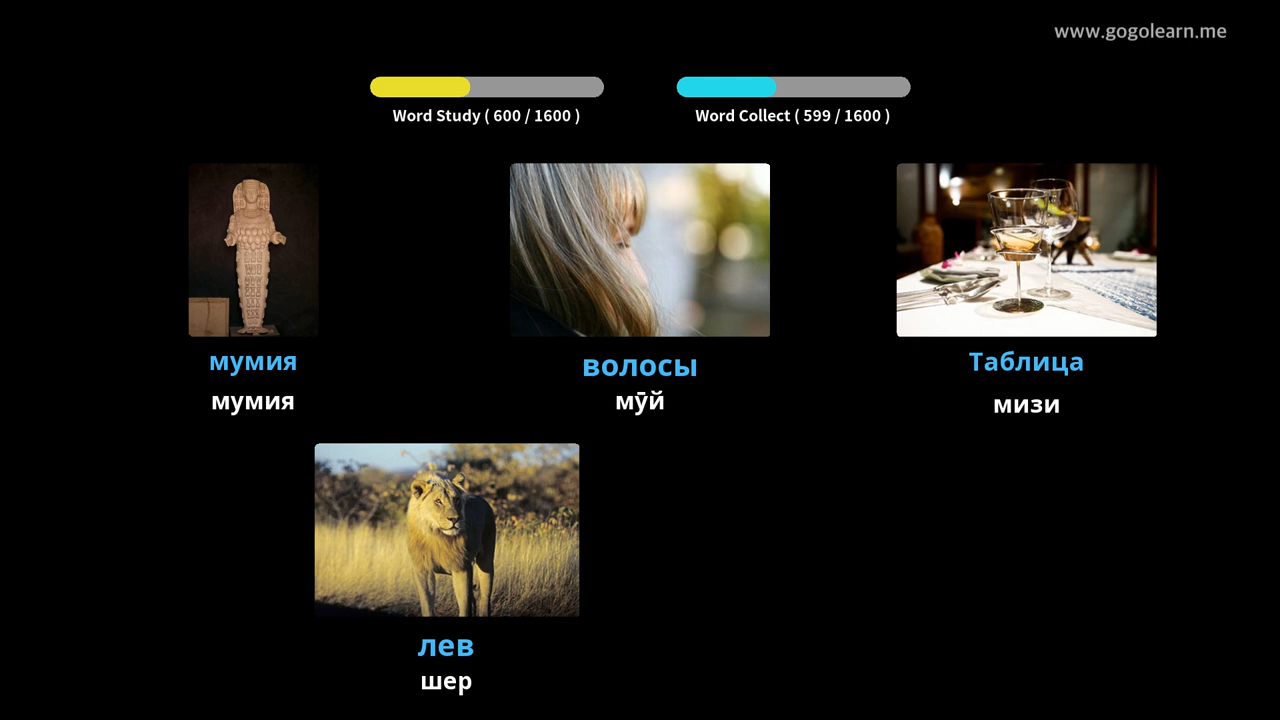 www.gogolearn.me
Word Study ( 600 / 1600 )
Word Collect ( 599 / 1600 )
мумия
мумия
волосы
мӯй
Таблица
мизи
лев
шер